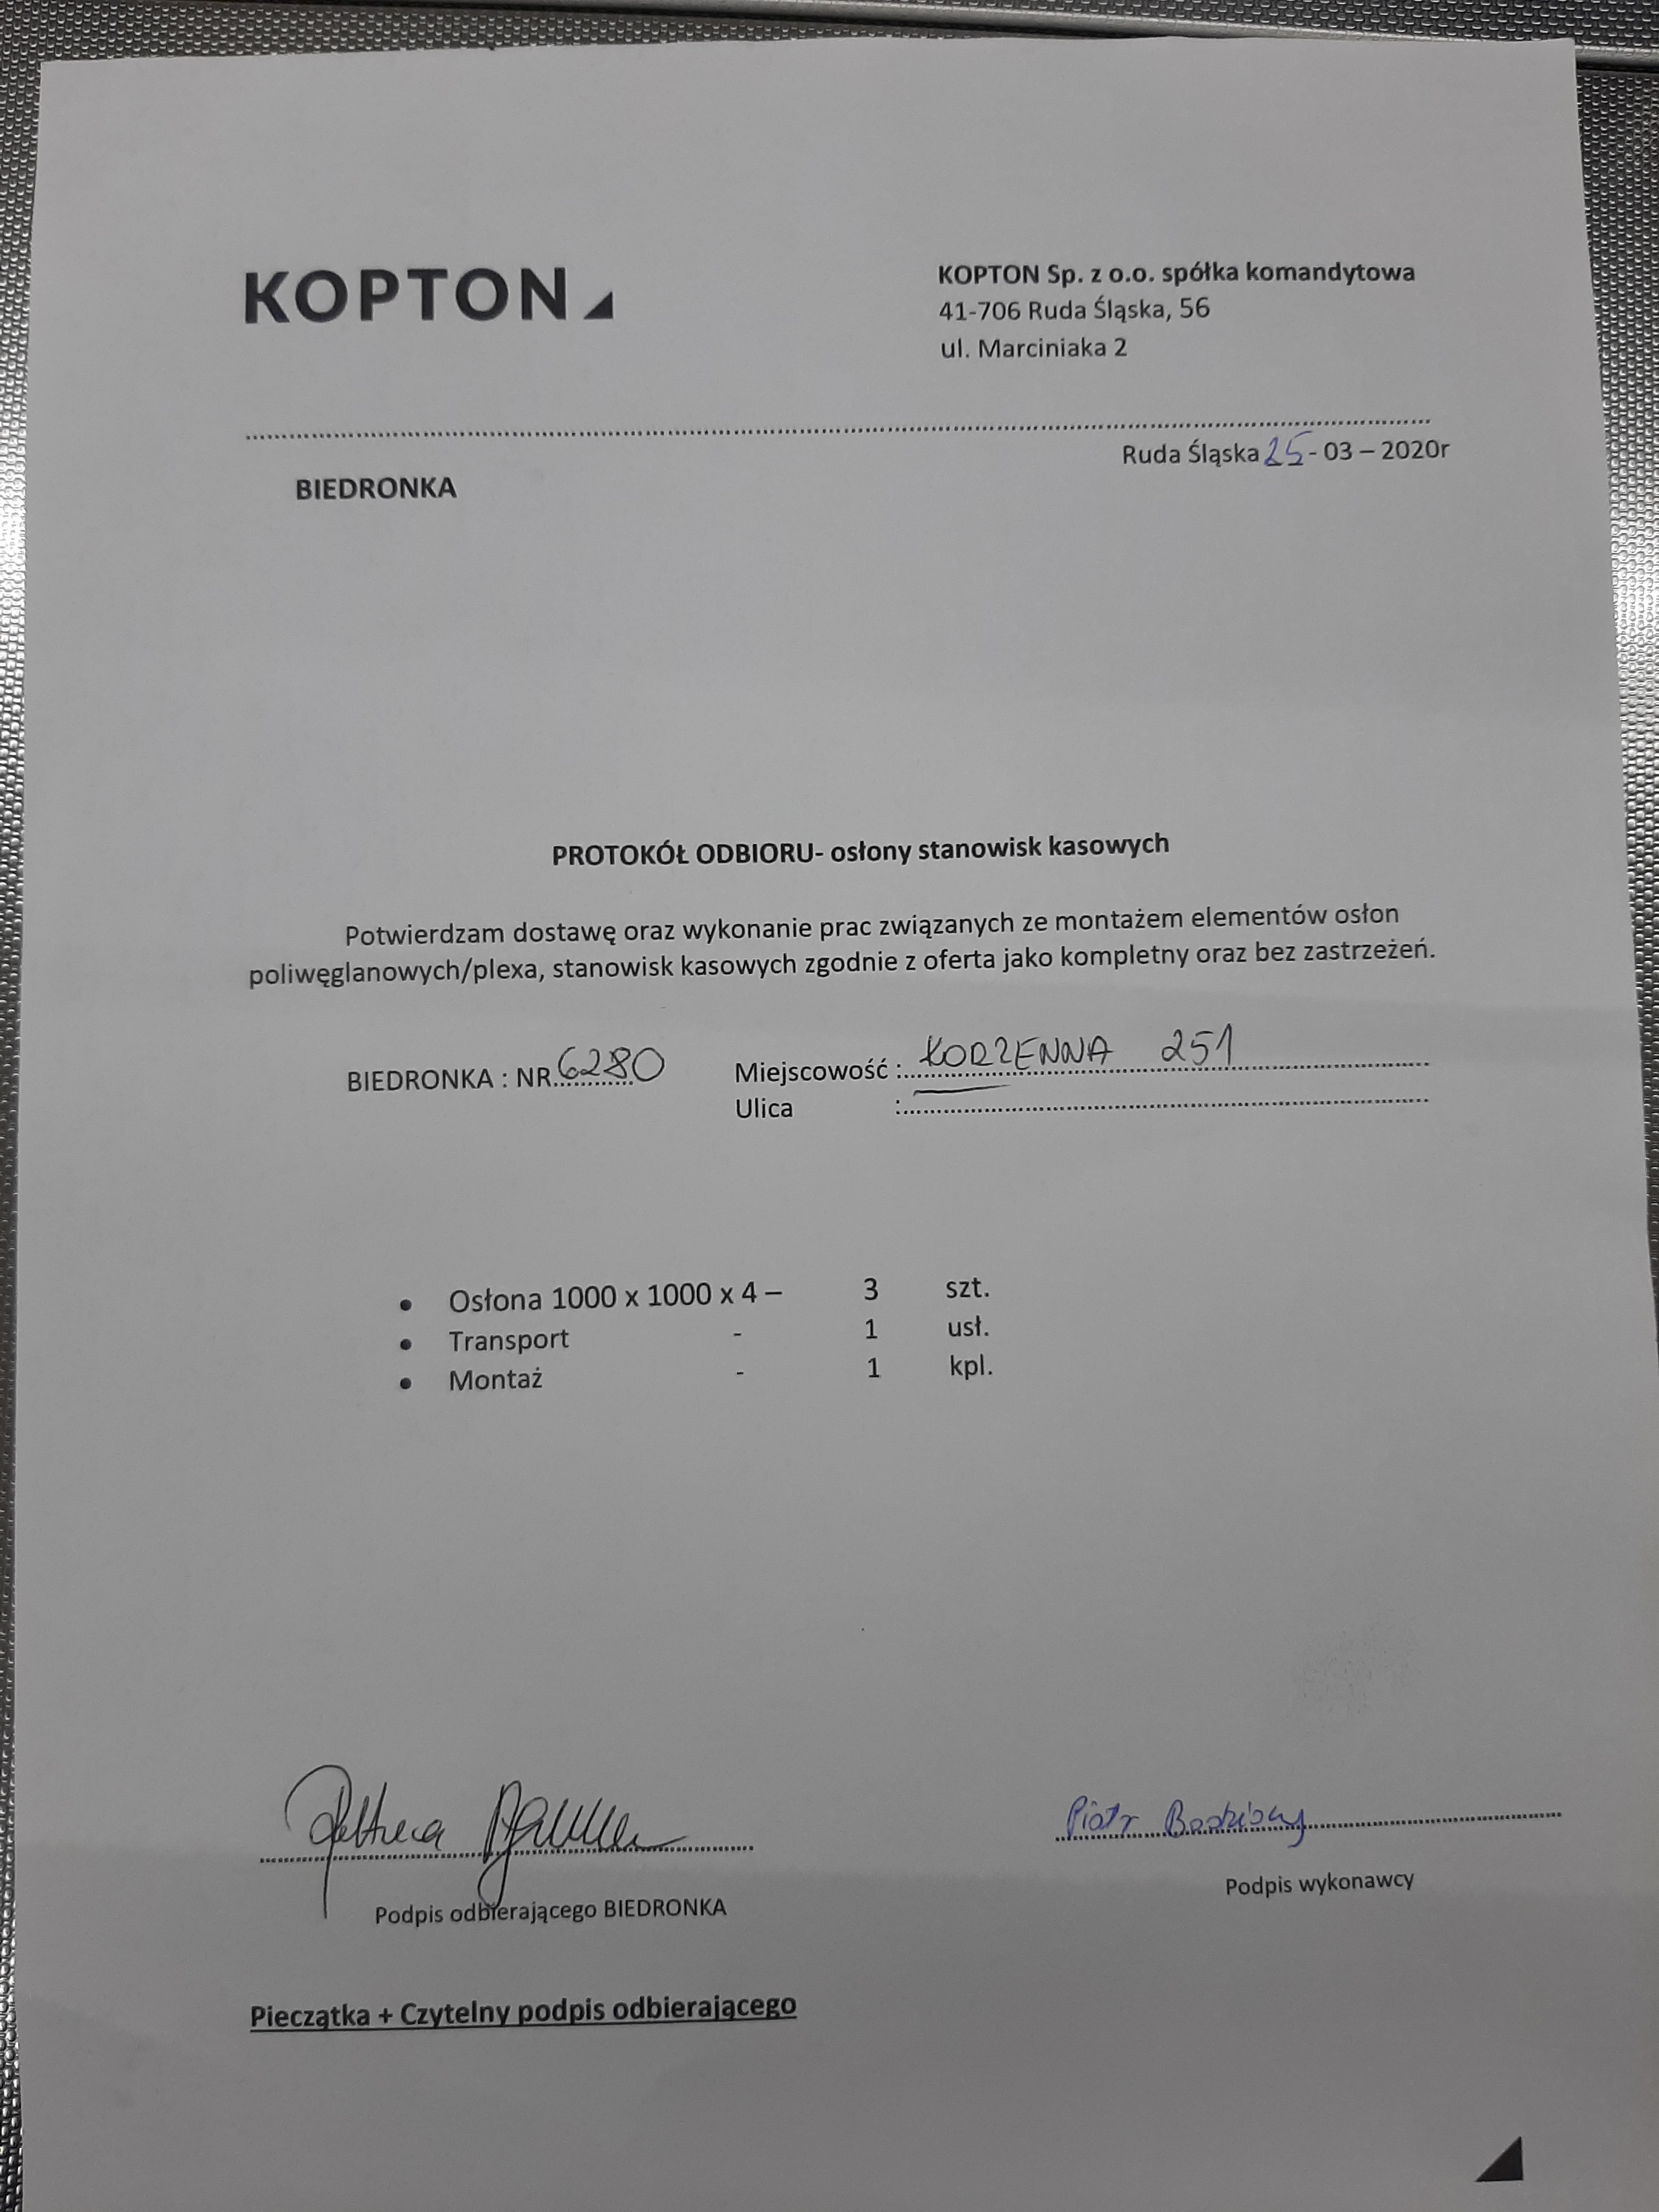 KOPTON
KOPTON Sp. z o.o. spółka komandytowa
41-706 Ruda Śląska, 56
ul. Marciniaka 2
Ruda Śląska 25 - 03 – 2020r
BIEDRONKA
PROTOKÓŁ ODBIORU- osłony stanowisk kasowych
Potwierdzam dostawę oraz wykonanie prac związanych ze montażem elementów osłon
poliwęglanowych/plexa, stanowisk kasowych zgodnie z oferta jako kompletny oraz bez zastrzeżeń.
BIEDRONKA : NR 6280 Miejscowość : KORZENNA 251
Ulica :
• Osłona 1000 x 1000 x 4 – 3 szt.
• Transport - 1 usł.
• Montaż - 1 kpl.
Piotr
Podpis odbierającego BIEDRONKA
Podpis wykonawcy
Pieczątka + Czytelny podpis odbierającego